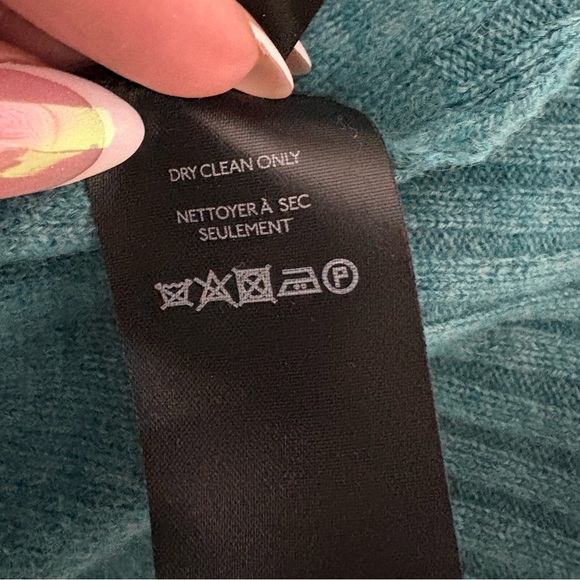 DRY CLEAN ONLY
NETTOYER À SEC
SEULEMENT
P